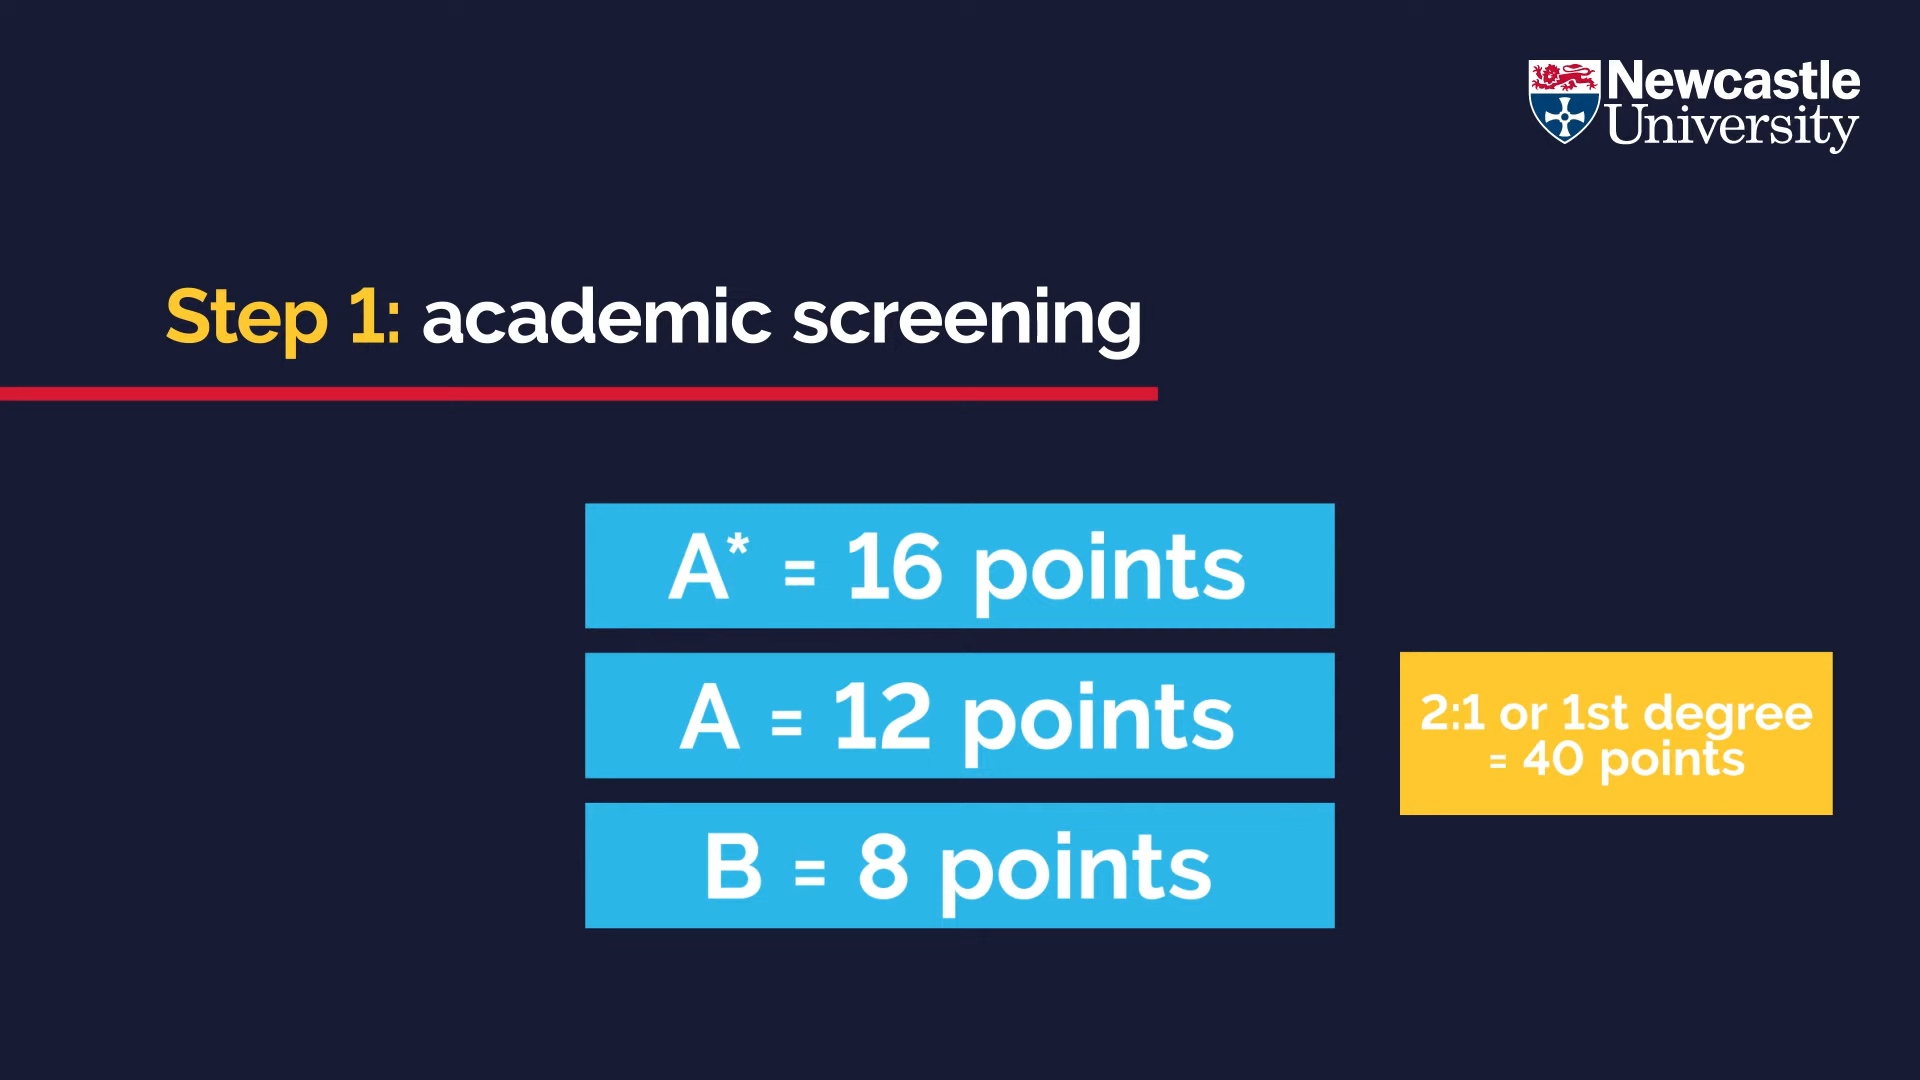 Newcastle
University
Step 1: academic screening
A* = 16 points
A = 12 points
B = 8 points
2:1 or 1st degree
= 40 points